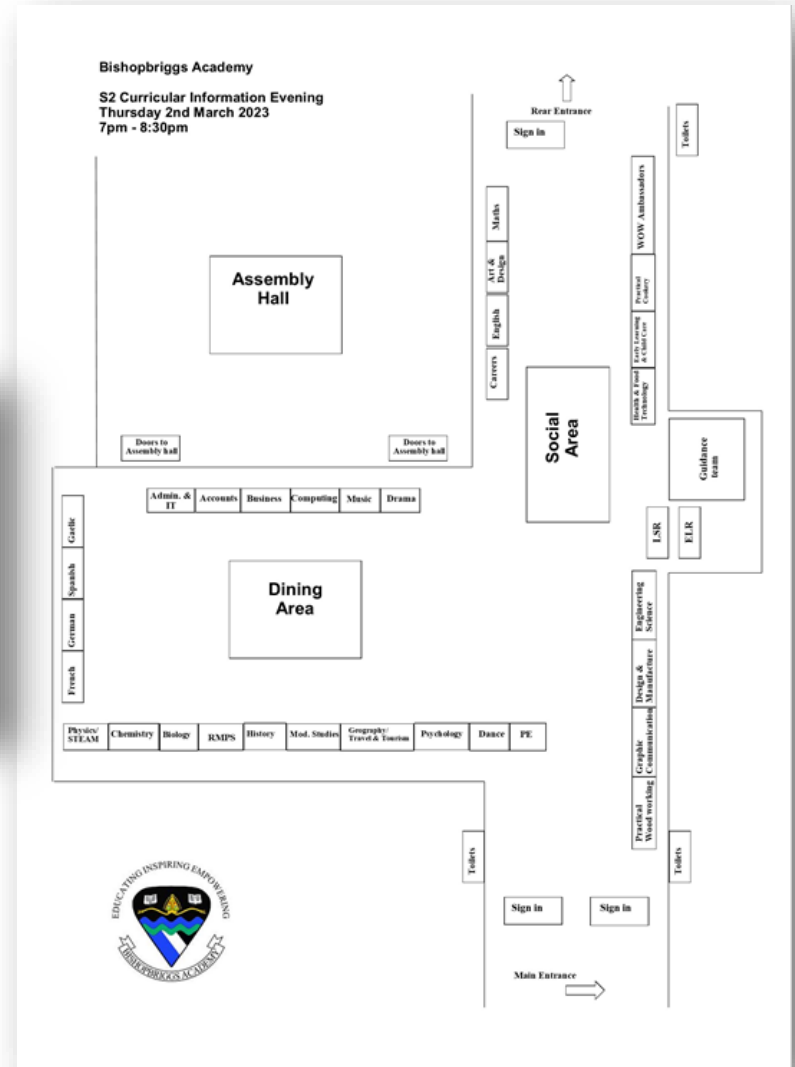 Bishopbriggs Academy
S2 Curricular Information Evening
Thursday 2nd March 2023
7pm - 8:30pm
Rear Entrance
Sign in
Toilets
Assembly
Hall
Maths
Art &
Design
English
Careers
WOW Ambassadors
Practical
Cookery
Early Learning
& Child Care
Health & Food
Technology
Social
Area
Doors to
Assembly hall
Doors to
Assembly hall
Guidance
team
LSR
ELR
Admin. &
IT
Accounts
Business
Computing
Music
Drama
Gaelic
Spanish
German
French
Dining
Area
Engineering
Science
Design &
Manufacture
Graphic
Communication
Practical
Wood working
Physics/
STEAM
Chemistry
Biology
RMPS
History
Mod. Studies
Geography/
Travel & Tourism
Psychology
Dance
PE
Toilets
Toilets
Sign in
Sign in
Main Entrance
EDUCATING INSPIRING EMPOWERING
BISHOPBRIGGS ACADEMY